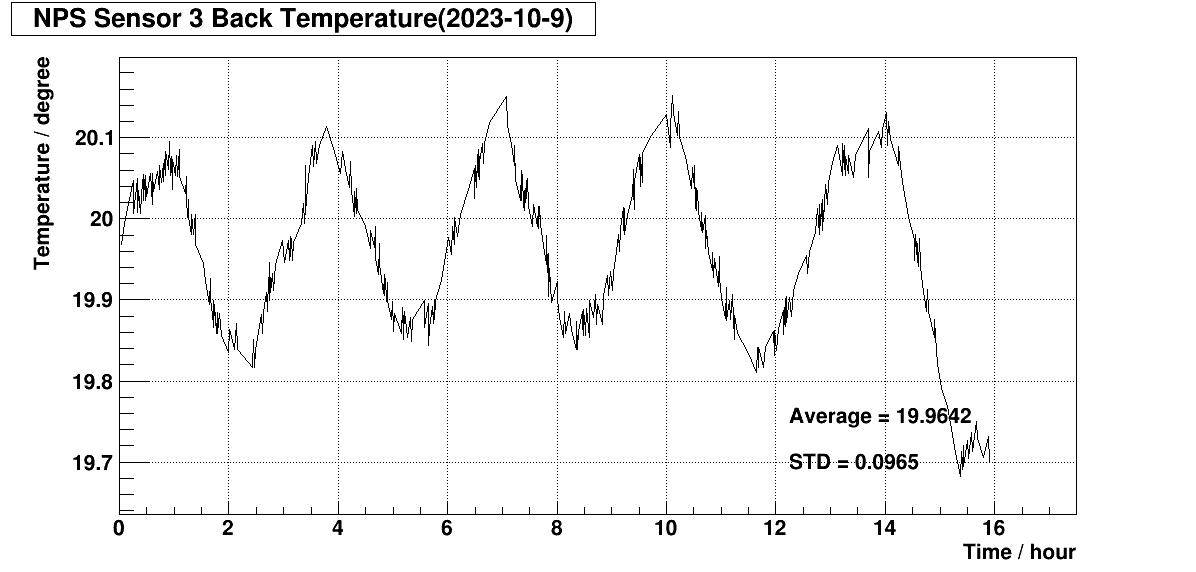 NPS Sensor 3 Back Temperature(2023-10-9)
Temperature / degree
20.1
20
19.9
19.8
19.7
Average = 19.9642
STD = 0.0965
0 2 4 6 8 10 12 14 16
Time / hour